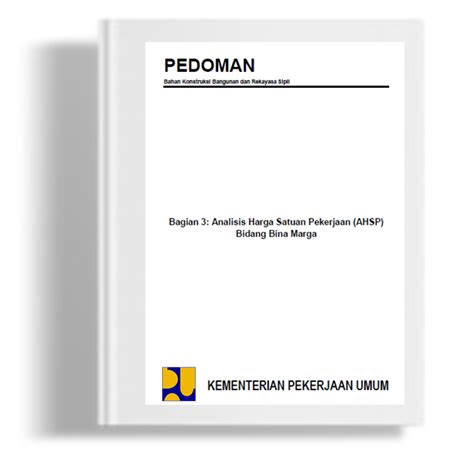 PEDOMAN
Bahan Konstruksi Bangunan dan Rekayasa Sipil
Bagian 3: Analisis Harga Satuan Pekerjaan (AHSP)
Bidang Bina Marga
KEMENTERIAN PEKERJAAN UMUM